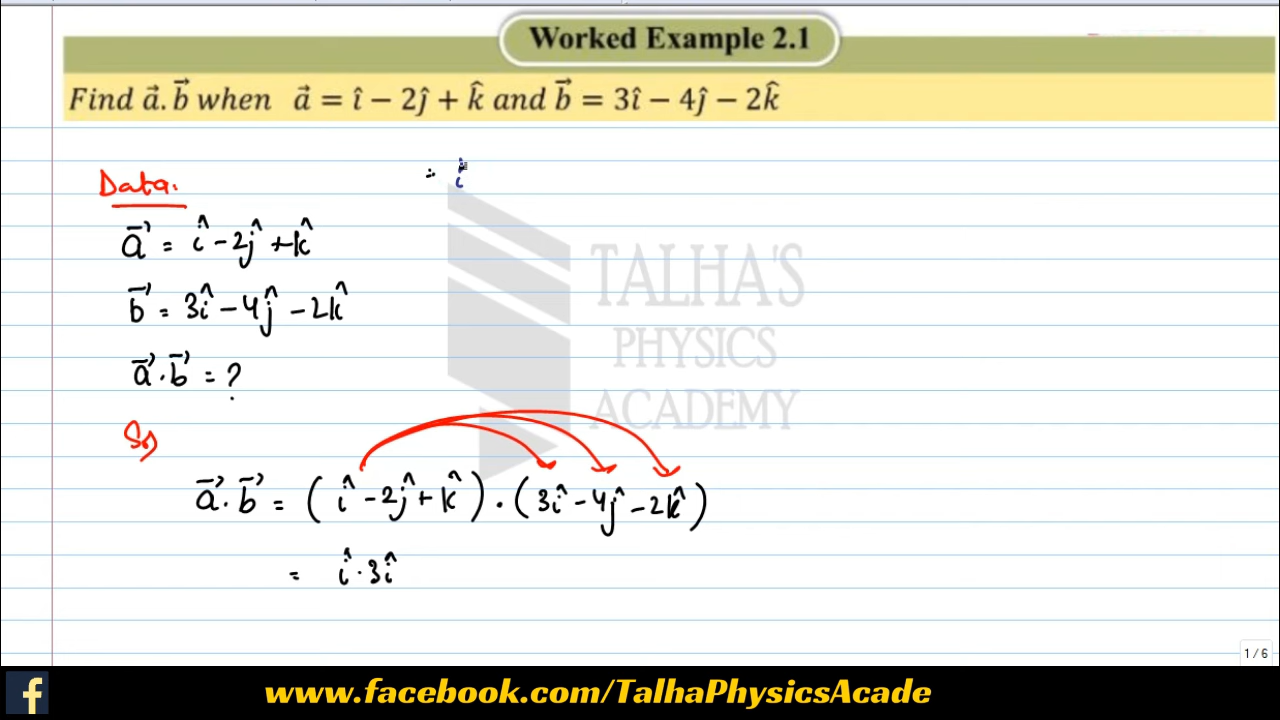 Worked Example 2.1
Find a⃗. b⃗ when a⃗ = î − 2ĵ + k̂ and b⃗ = 3î − 4ĵ − 2k̂
Data:
= i
a⃗ = î - 2ĵ + k̂
b⃗ = 3î - 4ĵ - 2k̂
a⃗ · b⃗ = ?
Sol
a⃗ · b⃗ = ( î - 2ĵ + k̂ ) · ( 3î - 4ĵ - 2k̂ )
= î · 3î
TALHA'S
PHYSICS
ACADEMY
1 / 6
f
www.facebook.com/TalhaPhysicsAcade